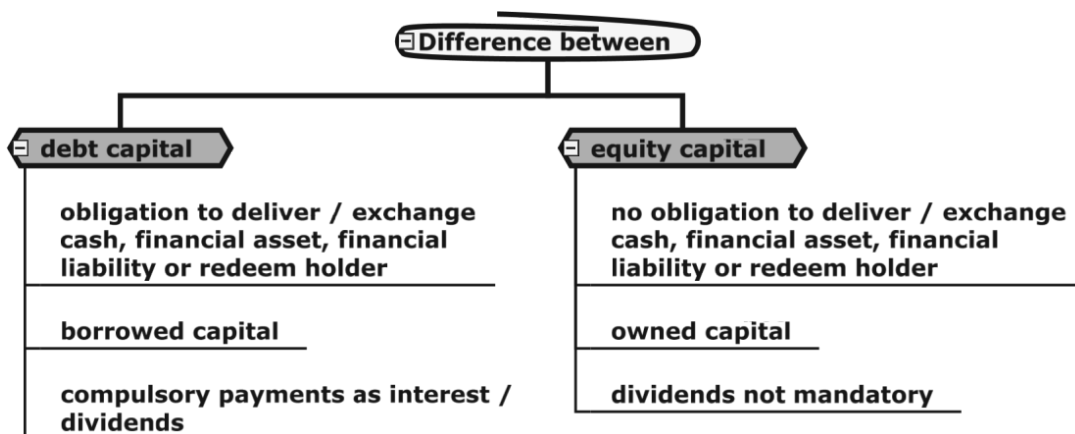 Difference between
debt capital
obligation to deliver / exchange
cash, financial asset, financial
liability or redeem holder
borrowed capital
compulsory payments as interest /
dividends
equity capital
no obligation to deliver / exchange
cash, financial asset, financial
liability or redeem holder
owned capital
dividends not mandatory